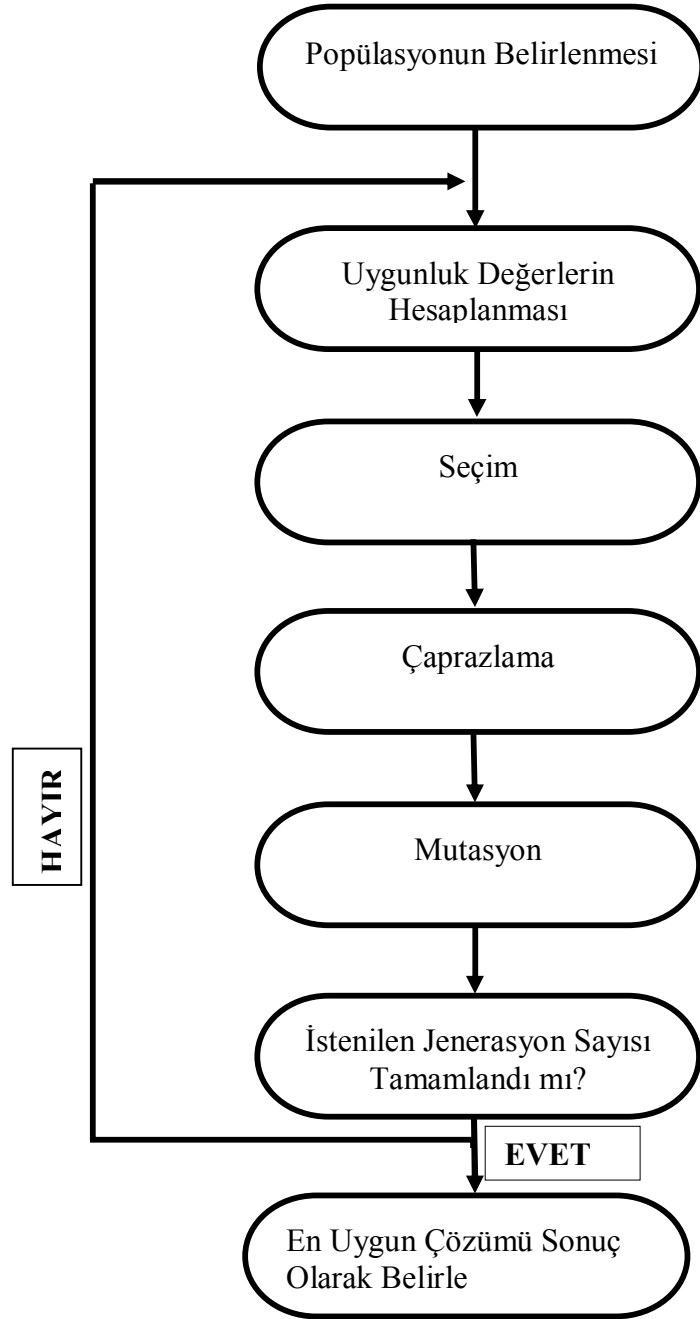 Popülasyonun Belirlenmesi
Uygunluk Değerlerin
Hesaplanması
Seçim
Çaprazlama
HAYIR
Mutasyon
İstenilen Jenerasyon Sayısı
Tamamlandı mı?
EVET
En Uygun Çözümü Sonuç
Olarak Belirle